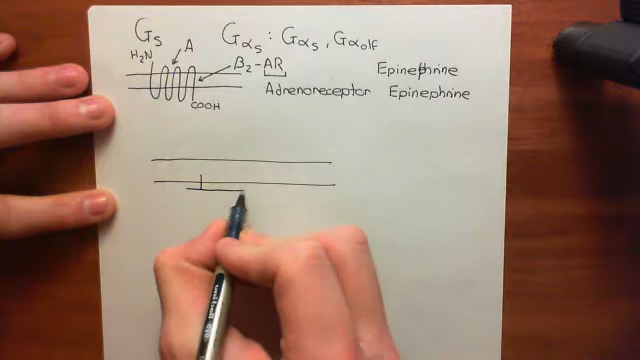 Gs Gαs : Gαs, Gαolf
H₂N A
β₂-AR Epinephrine
Adrenoreceptor Epinephrine
COOH